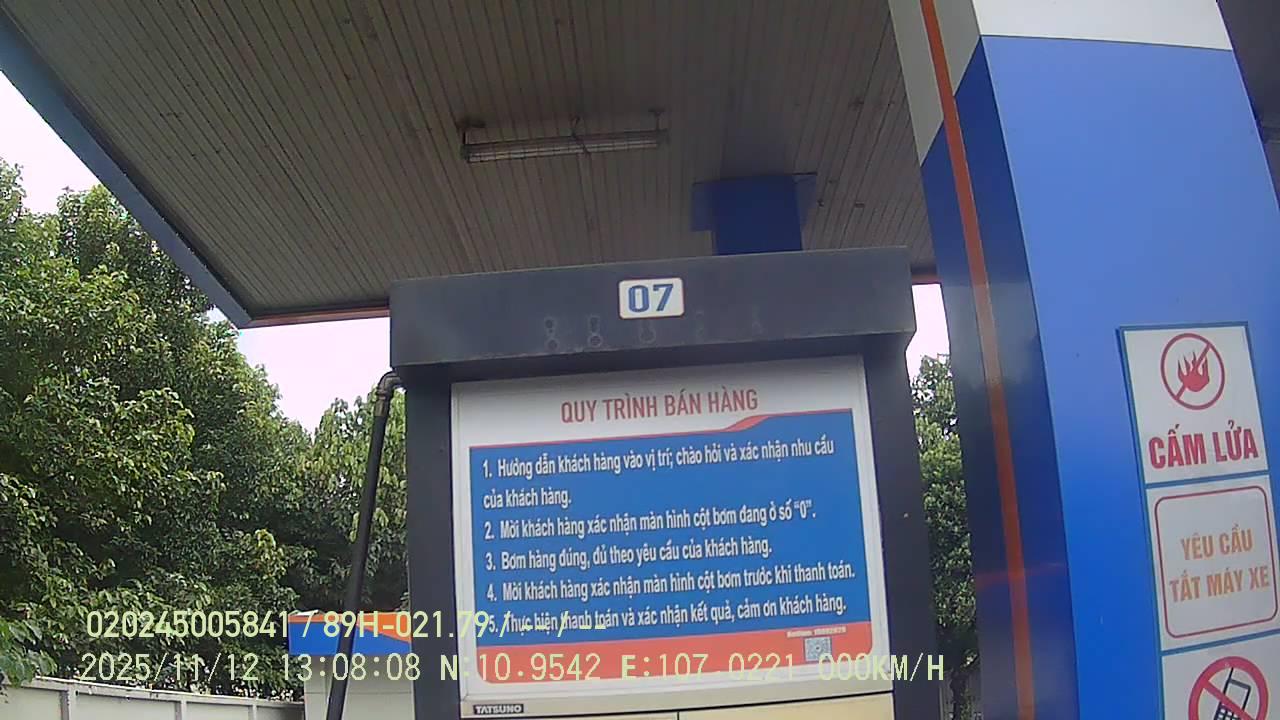 07
QUY TRÌNH BÁN HÀNG
1. Hướng dẫn khách hàng vào vị trí; chào hỏi và xác nhận nhu cầu
của khách hàng.
2. Mời khách hàng xác nhận màn hình cột bơm đang ở số “0”.
3. Bơm hàng đúng, đủ theo yêu cầu của khách hàng.
4. Mời khách hàng xác nhận màn hình cột bơm trước khi thanh toán.
5. Thực hiện thanh toán và xác nhận kết quả, cảm ơn khách hàng.
TATSUNO
CẤM LỬA
YÊU CẦU
TẮT MÁY XE
020245005841 / 89H-021.79 / -- / --
2025/11/12 13:08:08 N:10.9542 E:107.0221 000KM/H